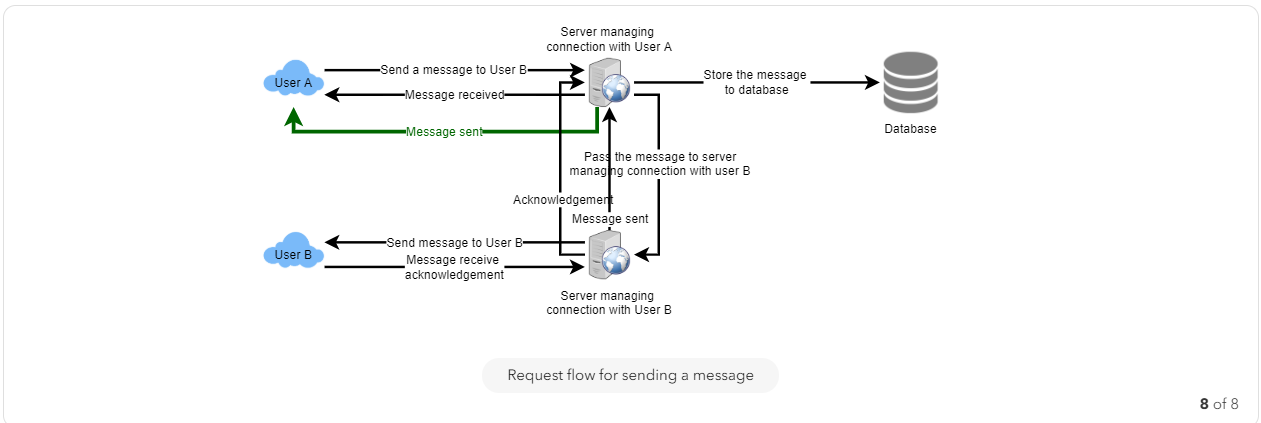 Server managing
connection with User A
User A
Send a message to User B
Message received
Message sent
Store the message
to database
Database
Pass the message to server
managing connection with user B
Acknowledgement
Message sent
User B
Send message to User B
Message receive
acknowledgement
Server managing
connection with User B
Request flow for sending a message
8 of 8